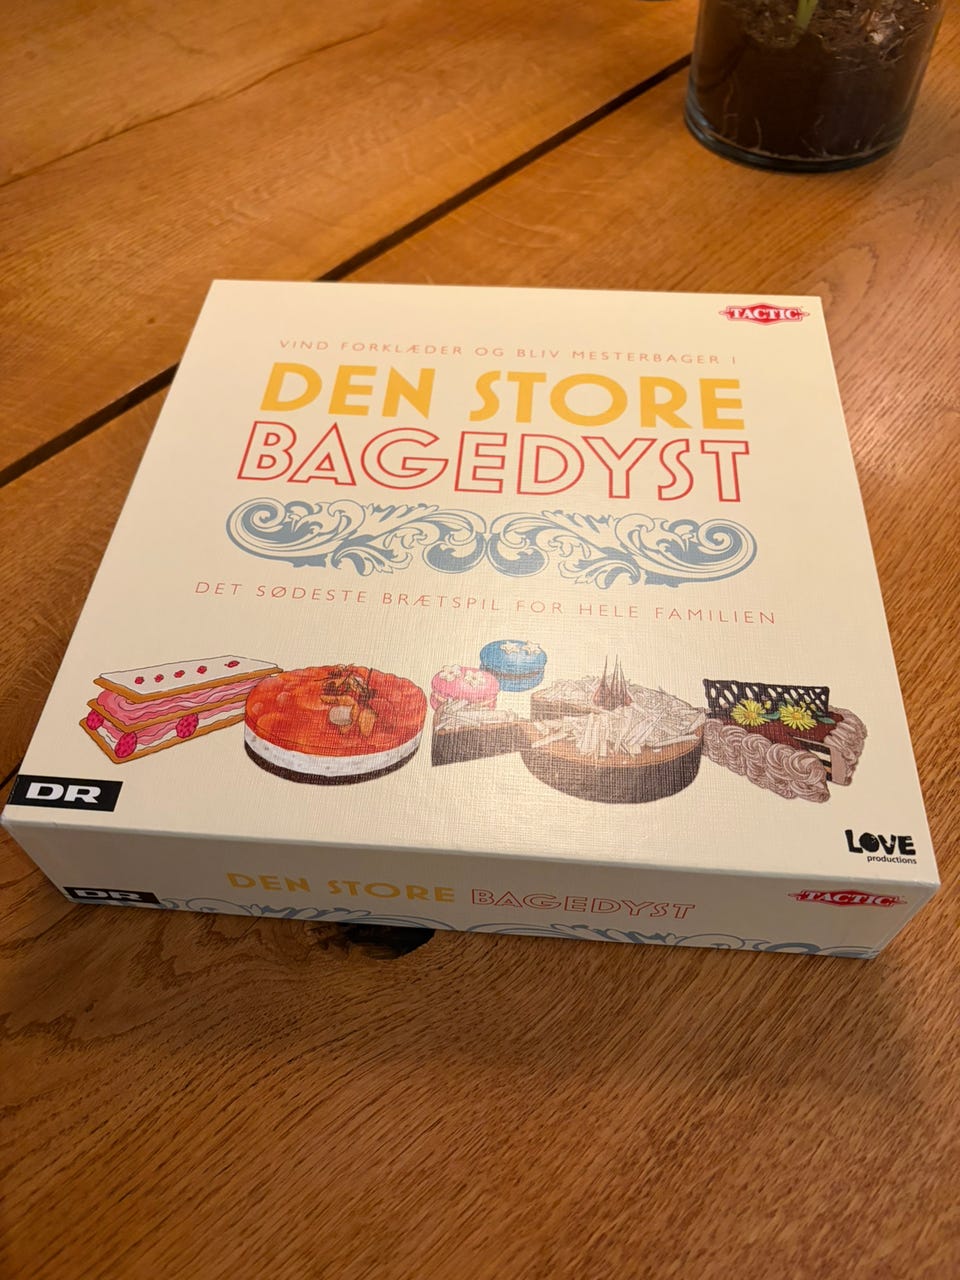 TACTIC
VIND FORKLÆDER OG BLIV MESTERBAGER I
DEN STORE
BAGEDYST
DET SØDESTE BRÆTSPIL FOR HELE FAMILIEN
DR
LOVE
productions
DR
DEN STORE BAGEDYST
TACTIC